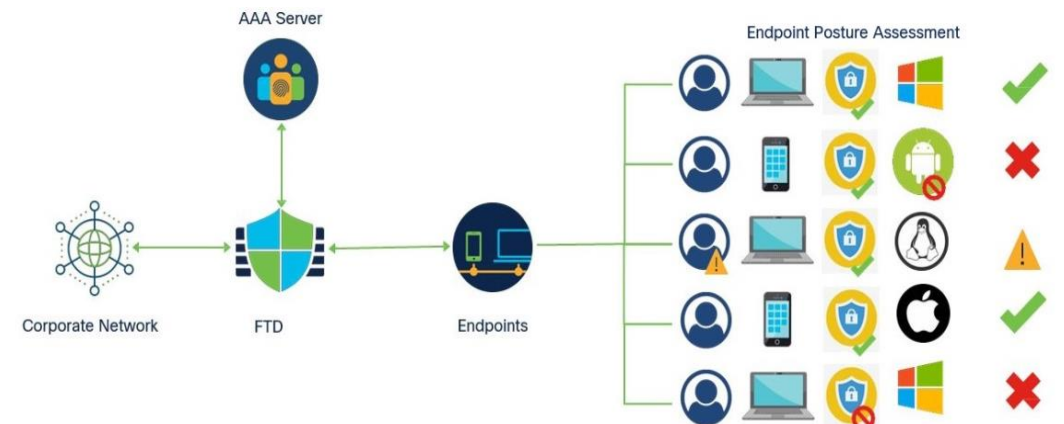 AAA Server
Endpoint Posture Assessment
Corporate Network
FTD
Endpoints